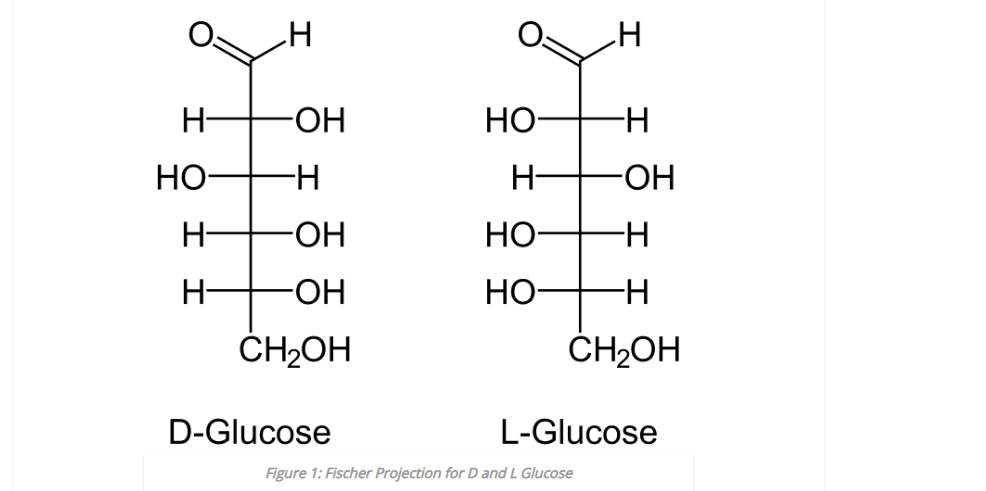 O H O H
H OH HO H
HO H H OH
H OH HO H
H OH HO H
CH₂OH CH₂OH
D-Glucose L-Glucose
Figure 1: Fischer Projection for D and L Glucose